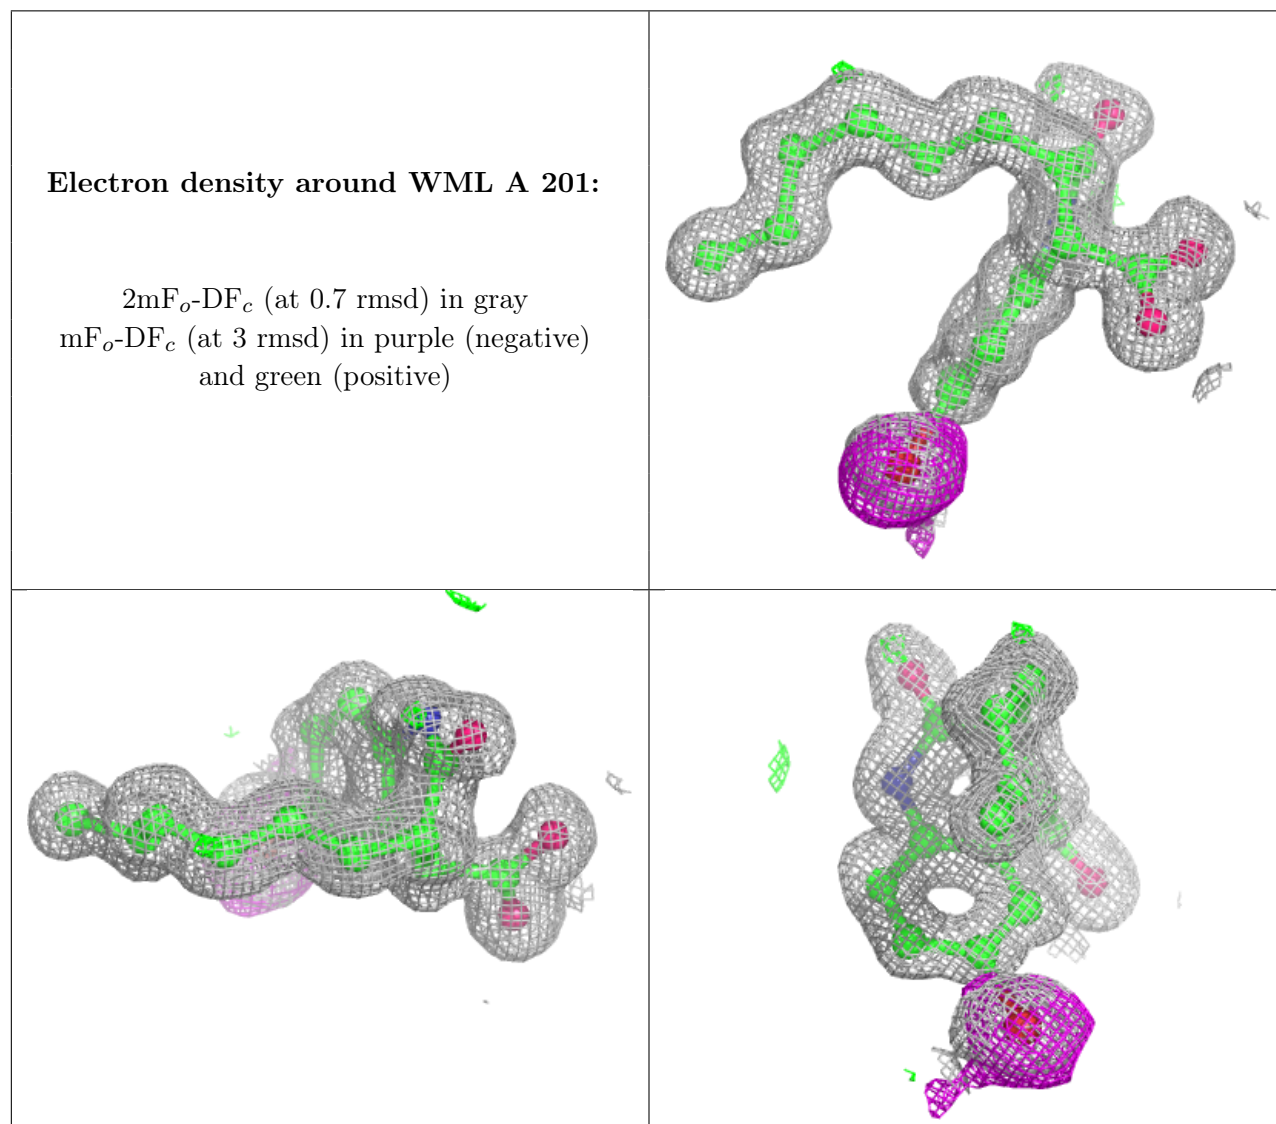 Electron density around WML A 201:
2mFo-DFc (at 0.7 rmsd) in gray
mFo-DFc (at 3 rmsd) in purple (negative)
and green (positive)